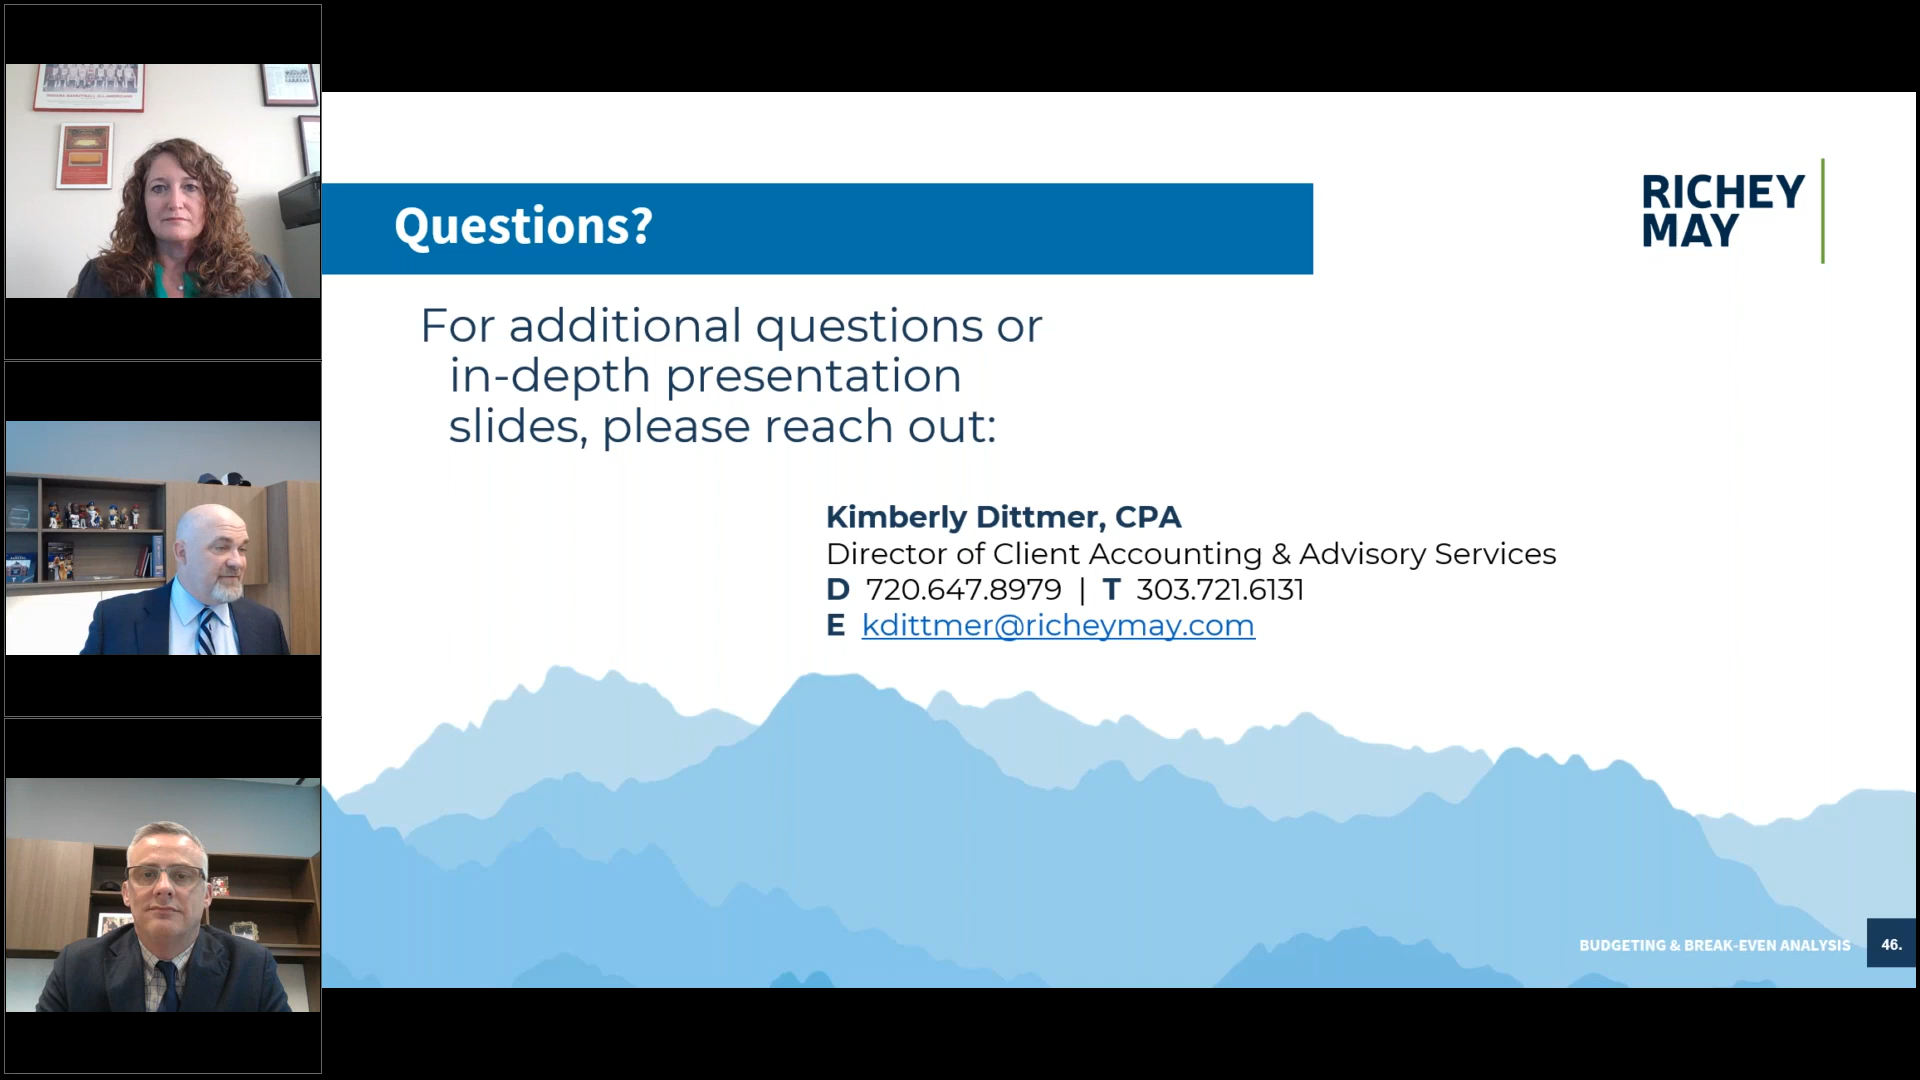 Questions?
RICHEY
MAY
For additional questions or
in-depth presentation
slides, please reach out:
Kimberly Dittmer, CPA
Director of Client Accounting & Advisory Services
D 720.647.8979 | T 303.721.6131
E kdittmer@richeymay.com
BUDGETING & BREAK-EVEN ANALYSIS
46.